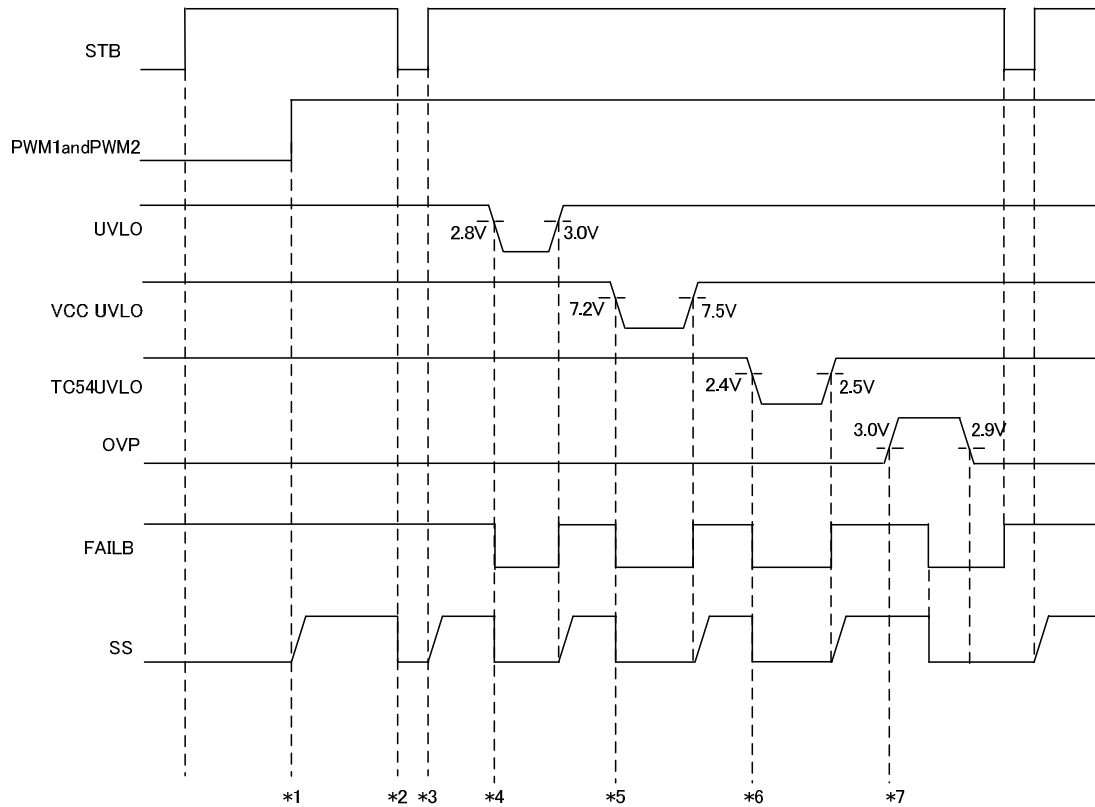 STB
PWM1andPWM2
UVLO
2.8V 3.0V
VCC UVLO
7.2V 7.5V
TC54UVLO
2.4V 2.5V
OVP
3.0V 2.9V
FAILB
SS
*1 *2 *3 *4 *5 *6 *7